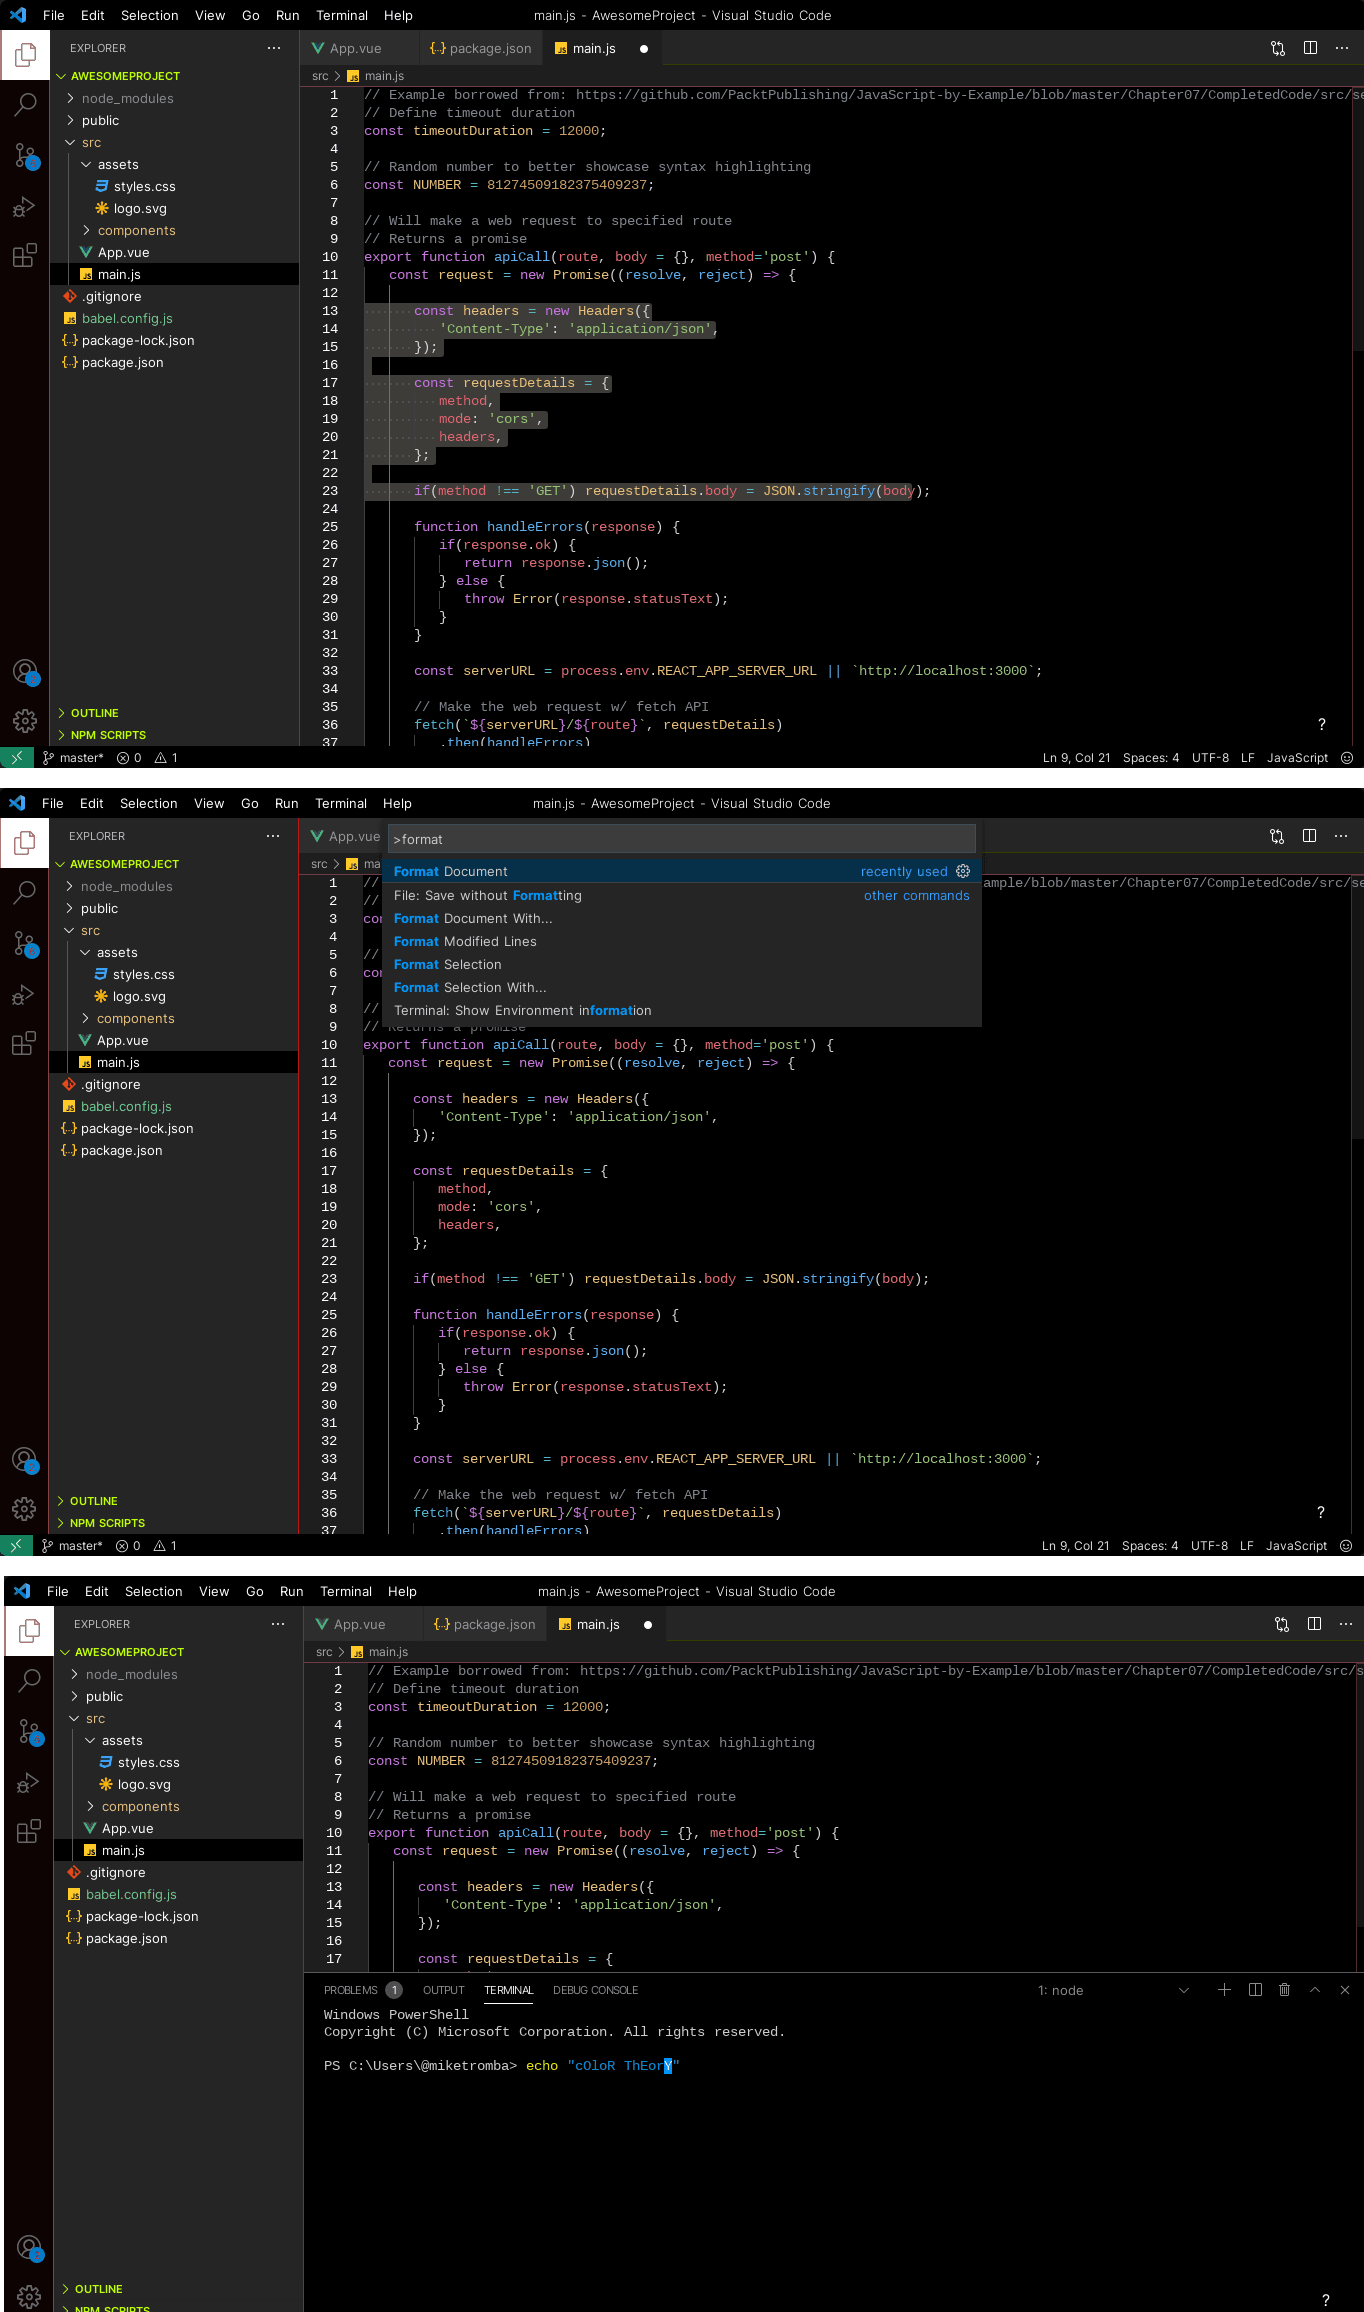 File Edit Selection View Go Run Terminal Help main.js - AwesomeProject - Visual Studio Code
EXPLORER
App.vue
package.json
main.js
AWESOMEPROJECT
node_modules
public
src
assets
styles.css
logo.svg
components
App.vue
main.js
.gitignore
babel.config.js
package-lock.json
package.json
OUTLINE
NPM SCRIPTS
src > main.js
1 // Example borrowed from: https://github.com/PacktPublishing/JavaScript-by-Example/blob/master/Chapter07/CompletedCode/src/se
2 // Define timeout duration
3 const timeoutDuration = 12000;
4
5 // Random number to better showcase syntax highlighting
6 const NUMBER = 81274509182375409237;
7
8 // Will make a web request to specified route
9 // Returns a promise
10 export function apiCall(route, body = {}, method='post') {
11 const request = new Promise((resolve, reject) => {
12
13 const headers = new Headers({
14 'Content-Type': 'application/json',
15 });
16
17 const requestDetails = {
18 method,
19 mode: 'cors',
20 headers,
21 };
22
23 if(method !== 'GET') requestDetails.body = JSON.stringify(body);
24
25 function handleErrors(response) {
26 if(response.ok) {
27 return response.json();
28 } else {
29 throw Error(response.statusText);
30 }
31 }
32
33 const serverURL = process.env.REACT_APP_SERVER_URL || `http://localhost:3000`;
34
35 // Make the web request w/ fetch API
36 fetch(`${serverURL}/${route}`, requestDetails)
37 .then(handleErrors)
?
master* 0 1 Ln 9, Col 21 Spaces: 4 UTF-8 LF JavaScript
File Edit Selection View Go Run Terminal Help main.js - AwesomeProject - Visual Studio Code
EXPLORER
App.vue
AWESOMEPROJECT
node_modules
public
src
assets
styles.css
logo.svg
components
App.vue
main.js
.gitignore
babel.config.js
package-lock.json
package.json
OUTLINE
NPM SCRIPTS
>format
Format Document recently used
File: Save without Formatting other commands
Format Document With...
Format Modified Lines
Format Selection
Format Selection With...
Terminal: Show Environment information
src > ma
1 // ample/blob/master/Chapter07/CompletedCode/src/se
2 //
3 con
4
5 //
6 con
7
8 //
9 // Returns a promise
10 export function apiCall(route, body = {}, method='post') {
11 const request = new Promise((resolve, reject) => {
12
13 const headers = new Headers({
14 'Content-Type': 'application/json',
15 });
16
17 const requestDetails = {
18 method,
19 mode: 'cors',
20 headers,
21 };
22
23 if(method !== 'GET') requestDetails.body = JSON.stringify(body);
24
25 function handleErrors(response) {
26 if(response.ok) {
27 return response.json();
28 } else {
29 throw Error(response.statusText);
30 }
31 }
32
33 const serverURL = process.env.REACT_APP_SERVER_URL || `http://localhost:3000`;
34
35 // Make the web request w/ fetch API
36 fetch(`${serverURL}/${route}`, requestDetails)
37 .then(handleErrors)
?
master* 0 1 Ln 9, Col 21 Spaces: 4 UTF-8 LF JavaScript
File Edit Selection View Go Run Terminal Help main.js - AwesomeProject - Visual Studio Code
EXPLORER
App.vue
package.json
main.js
AWESOMEPROJECT
node_modules
public
src
assets
styles.css
logo.svg
components
App.vue
main.js
.gitignore
babel.config.js
package-lock.json
package.json
OUTLINE
NPM SCRIPTS
src > main.js
1 // Example borrowed from: https://github.com/PacktPublishing/JavaScript-by-Example/blob/master/Chapter07/CompletedCode/src/s
2 // Define timeout duration
3 const timeoutDuration = 12000;
4
5 // Random number to better showcase syntax highlighting
6 const NUMBER = 81274509182375409237;
7
8 // Will make a web request to specified route
9 // Returns a promise
10 export function apiCall(route, body = {}, method='post') {
11 const request = new Promise((resolve, reject) => {
12
13 const headers = new Headers({
14 'Content-Type': 'application/json',
15 });
16
17 const requestDetails = {
PROBLEMS 1 OUTPUT TERMINAL DEBUG CONSOLE 1: node
Windows PowerShell
Copyright (C) Microsoft Corporation. All rights reserved.
PS C:\Users\@miketromba> echo "cOloR ThEorY"
?